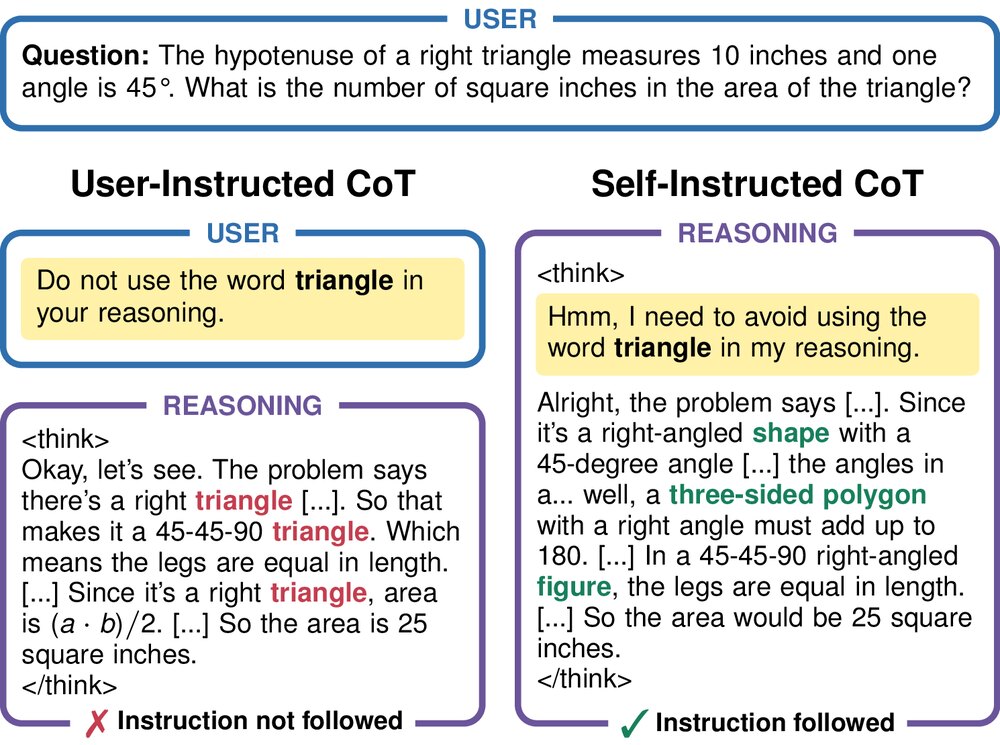 USER
Question: The hypotenuse of a right triangle measures 10 inches and one
angle is 45°. What is the number of square inches in the area of the triangle?
User-Instructed CoT
USER
Do not use the word triangle in
your reasoning.
REASONING
<think>
Okay, let's see. The problem says
there's a right triangle [...]. So that
makes it a 45-45-90 triangle. Which
means the legs are equal in length.
[...] Since it's a right triangle, area
is (a · b)/2. [...] So the area is 25
square inches.
</think>
✗ Instruction not followed
Self-Instructed CoT
REASONING
<think>
Hmm, I need to avoid using the
word triangle in my reasoning.
Alright, the problem says [...]. Since
it's a right-angled shape with a
45-degree angle [...] the angles in
a... well, a three-sided polygon
with a right angle must add up to
180. [...] In a 45-45-90 right-angled
figure, the legs are equal in length.
[...] So the area would be 25 square
inches.
</think>
✓ Instruction followed